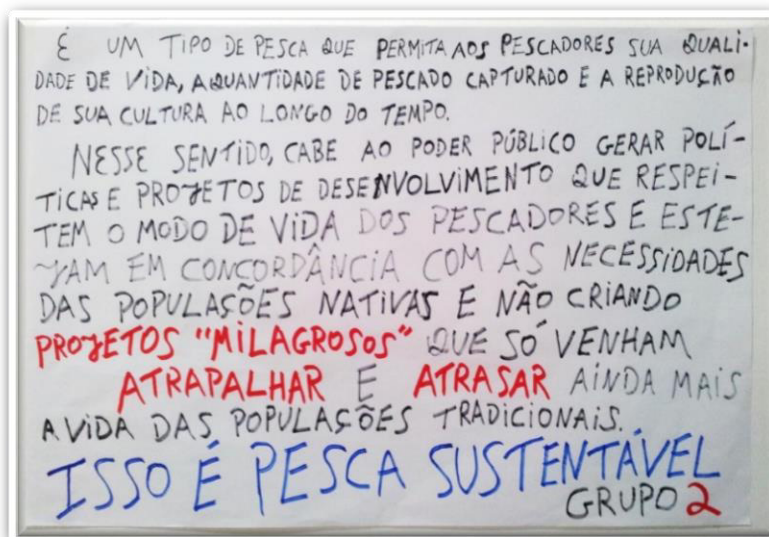 É UM TIPO DE PESCA QUE PERMITA AOS PESCADORES SUA QUALI-
DADE DE VIDA, A QUANTIDADE DE PESCADO CAPTURADO E A REPRODUÇÃO
DE SUA CULTURA AO LONGO DO TEMPO.
NESSE SENTIDO, CABE AO PODER PÚBLICO GERAR POLÍ-
TICAS E PROJETOS DE DESENVOLVIMENTO QUE RESPEI-
TEM O MODO DE VIDA DOS PESCADORES E ESTE-
JAM EM CONCORDÂNCIA COM AS NECESSIDADES
DAS POPULAÇÕES NATIVAS E NÃO CRIANDO
PROJETOS "MILAGROSOS" QUE SÓ VENHAM
ATRAPALHAR E ATRASAR AINDA MAIS
A VIDA DAS POPULAÇÕES TRADICIONAIS.
ISSO É PESCA SUSTENTÁVEL
GRUPO 2